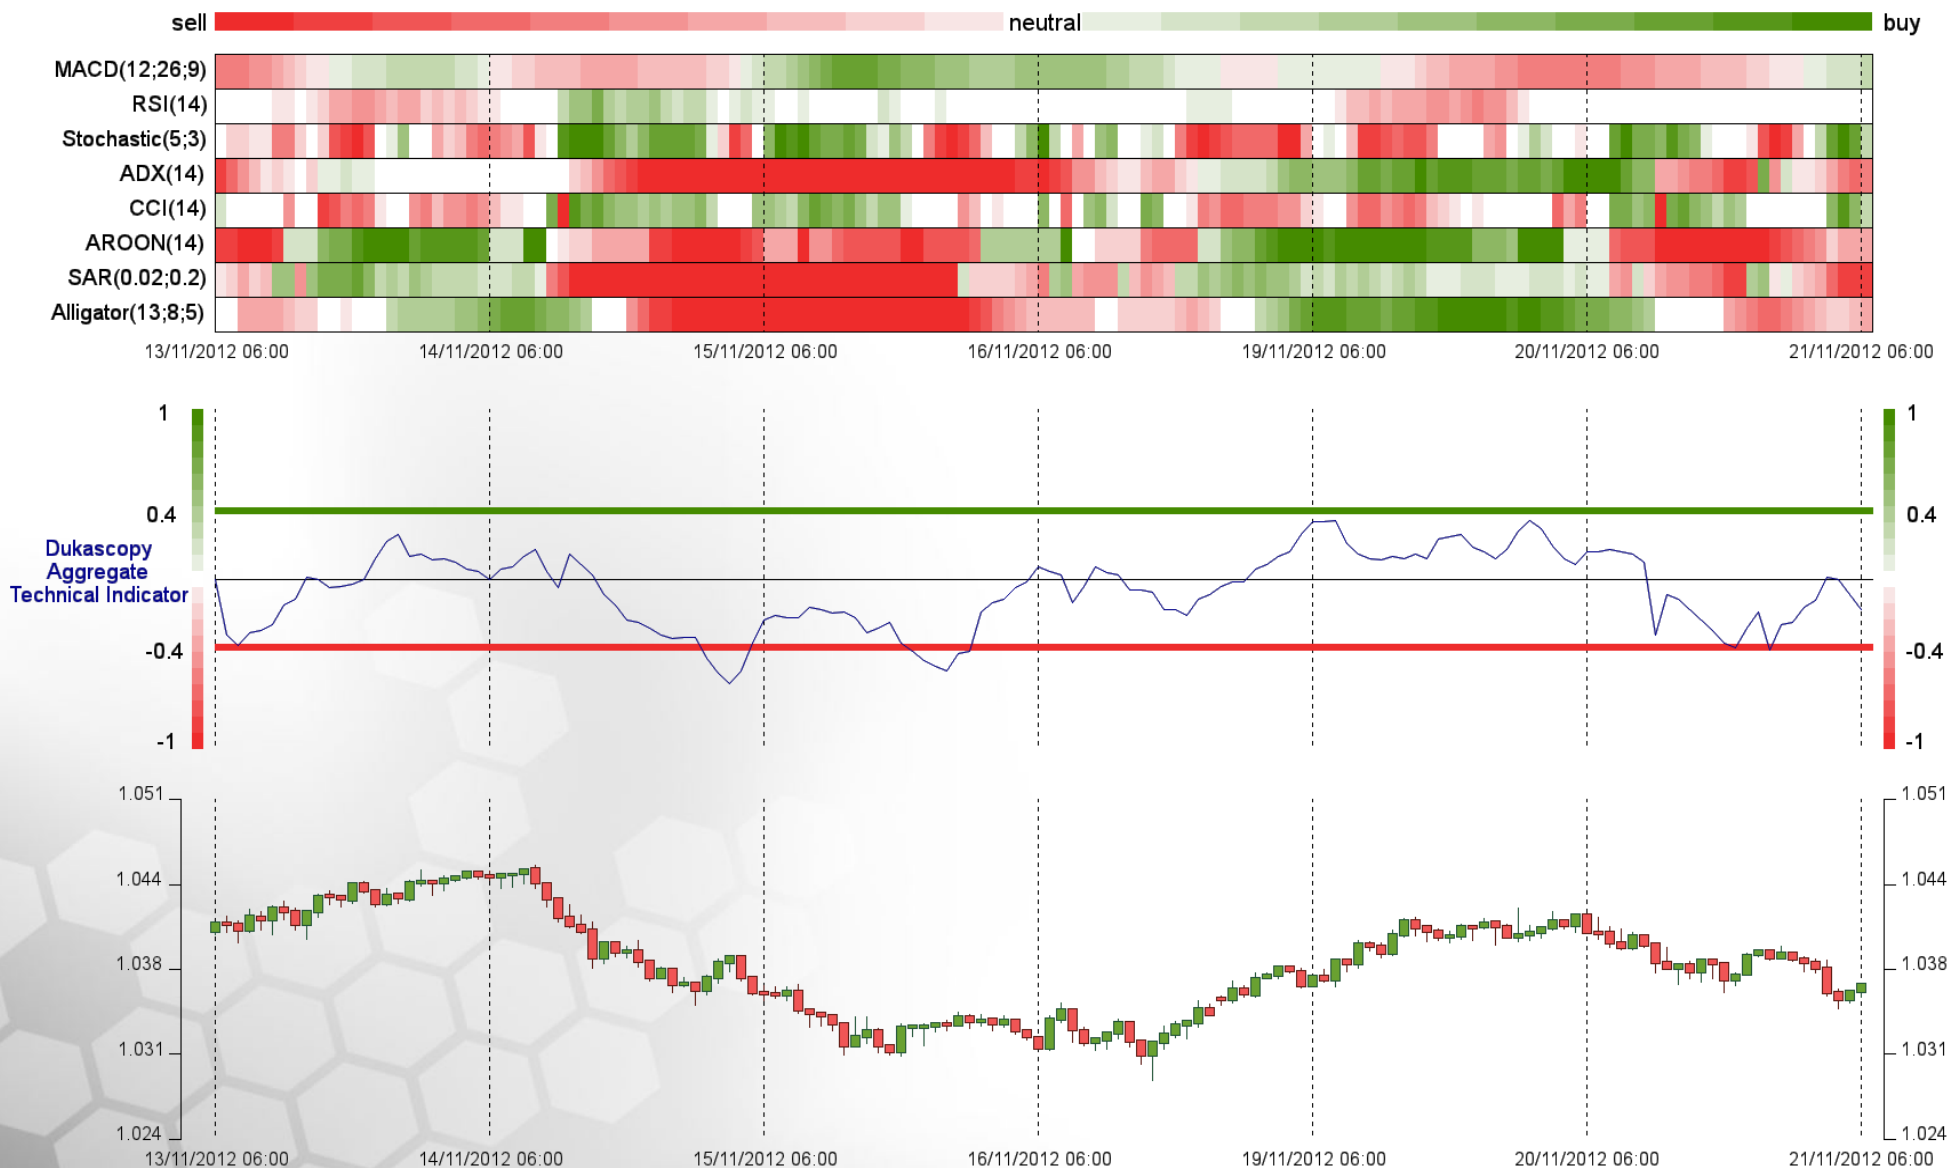 sell neutral buy
MACD(12;26;9)
RSI(14)
Stochastic(5;3)
ADX(14)
CCI(14)
AROON(14)
SAR(0.02;0.2)
Alligator(13;8;5)
13/11/2012 06:00 14/11/2012 06:00 15/11/2012 06:00 16/11/2012 06:00 19/11/2012 06:00 20/11/2012 06:00 21/11/2012 06:00
1 1
0.4 0.4
Dukascopy
Aggregate
Technical Indicator
-0.4 -0.4
-1 -1
1.051 1.051
1.044 1.044
1.038 1.038
1.031 1.031
1.024 1.024
13/11/2012 06:00 14/11/2012 06:00 15/11/2012 06:00 16/11/2012 06:00 19/11/2012 06:00 20/11/2012 06:00 21/11/2012 06:00